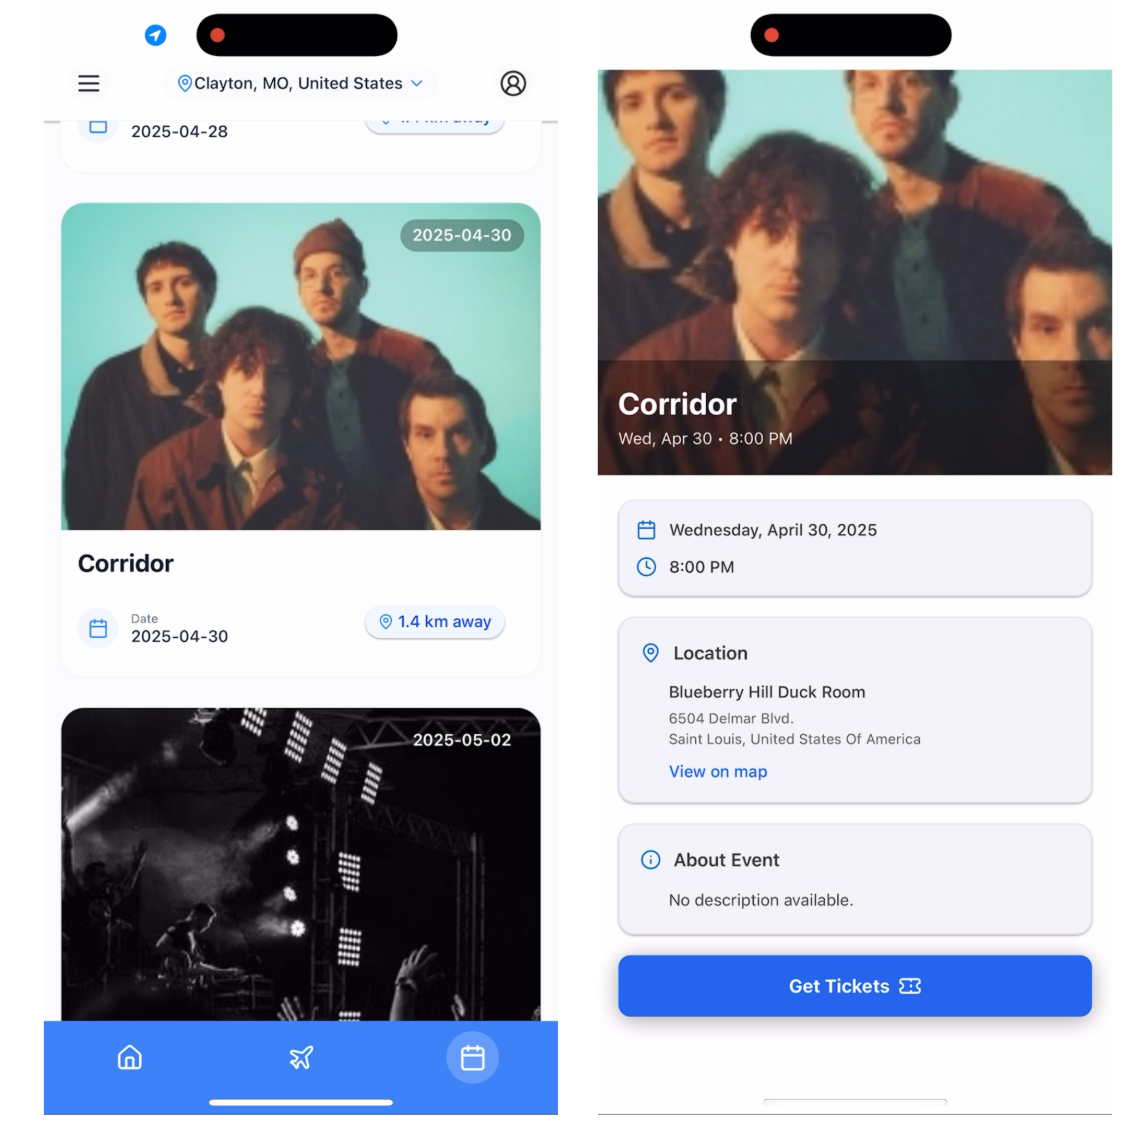 Clayton, MO, United States
2025-04-28
2025-04-30
Corridor
Date
2025-04-30
1.4 km away
2025-05-02
Corridor
Wed, Apr 30 • 8:00 PM
Wednesday, April 30, 2025
8:00 PM
Location
Blueberry Hill Duck Room
6504 Delmar Blvd.
Saint Louis, United States Of America
View on map
About Event
No description available.
Get Tickets